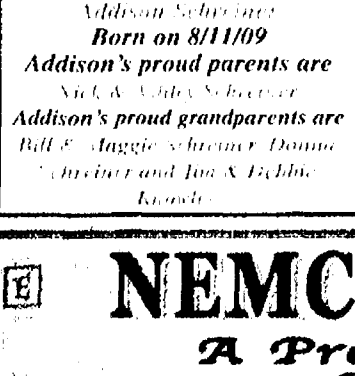 Addison Schreiner
Born on 8/11/09
Addison's proud parents are
Nick & Ashley Schreiner
Addison's proud grandparents are
Bill & Maggie Schreiner, Donna
Schreiner and Jim & Debbie
E NEMC
A Pr